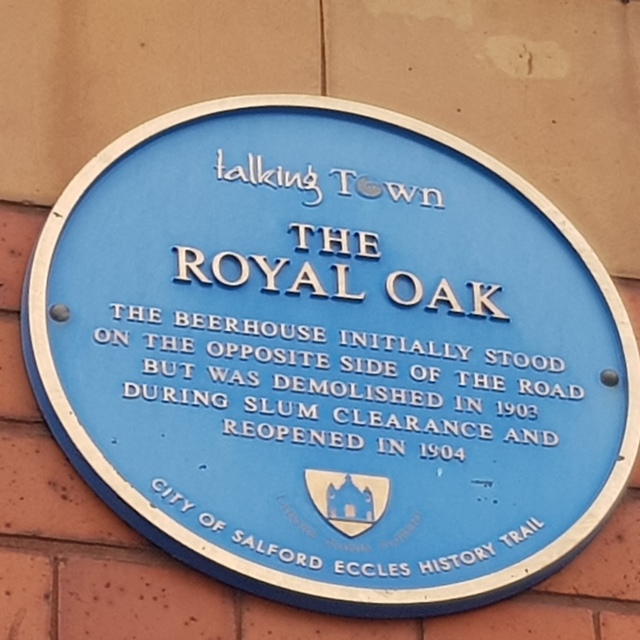 talking Town
THE
ROYAL OAK
THE BEERHOUSE INITIALLY STOOD
ON THE OPPOSITE SIDE OF THE ROAD
BUT WAS DEMOLISHED IN 1903
DURING SLUM CLEARANCE AND
REOPENED IN 1904
CITY OF SALFORD ECCLES HISTORY TRAIL